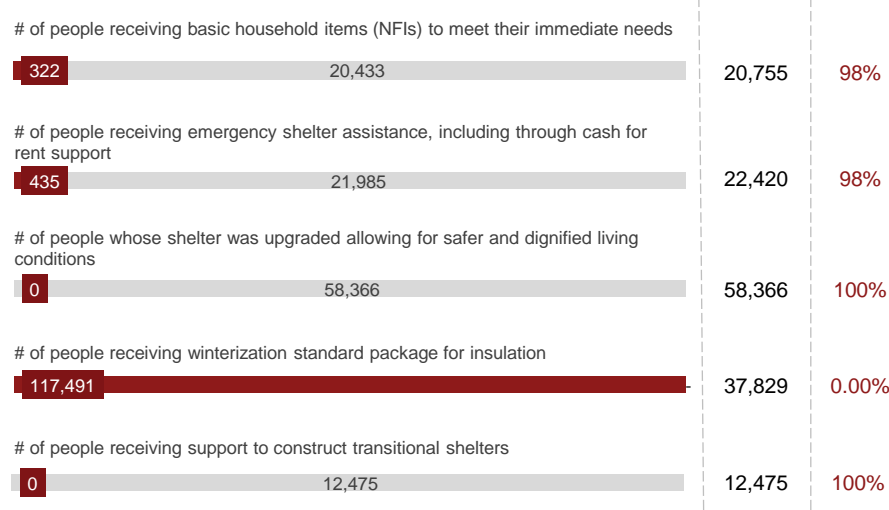 # of people receiving basic household items (NFIs) to meet their immediate needs
322 20,433 20,755 98%
# of people receiving emergency shelter assistance, including through cash for
rent support
435 21,985 22,420 98%
# of people whose shelter was upgraded allowing for safer and dignified living
conditions
0 58,366 58,366 100%
# of people receiving winterization standard package for insulation
117,491 - 37,829 0.00%
# of people receiving support to construct transitional shelters
0 12,475 12,475 100%